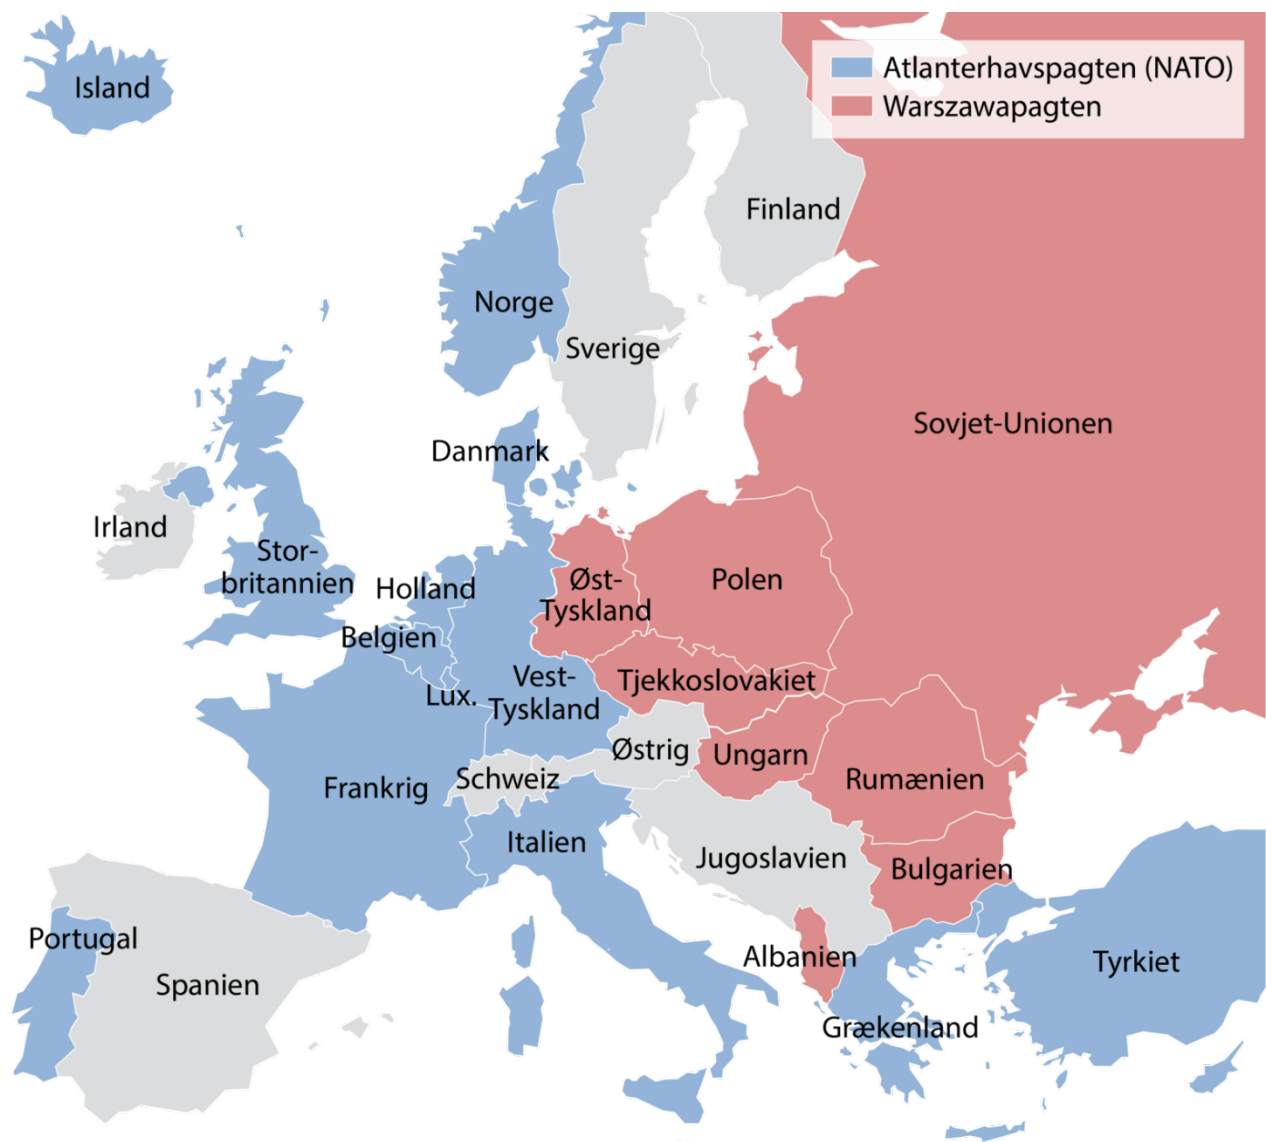 Island
Atlanterhavspagten (NATO)
Warszawapagten
Finland
Norge
Sverige
Sovjet-Unionen
Danmark
Irland
Stor-
britannien
Holland
Øst-
Tyskland
Polen
Belgien
Lux.
Vest-
Tyskland
Tjekkoslovakiet
Østrig
Ungarn
Schweiz
Frankrig
Rumænien
Italien
Jugoslavien
Bulgarien
Portugal
Spanien
Albanien
Tyrkiet
Grækenland